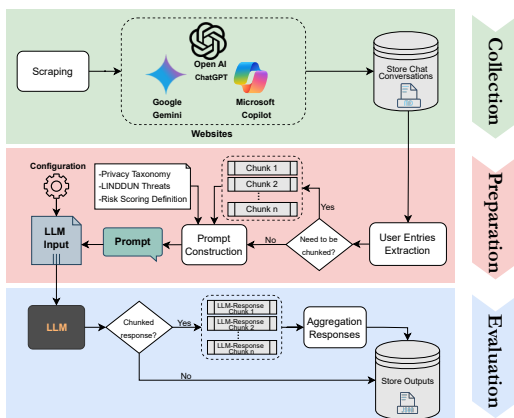 Scraping
Open AI
ChatGPT
Google
Gemini
Microsoft
Copilot
Websites
Store Chat
Conversations
Collection
Configuration
-Privacy Taxonomy
-LINDDUN Threats
-Risk Scoring Definition
Chunk 1
Chunk 2
Chunk n
Yes
LLM
Input
Prompt
Prompt
Construction
No
Need to be
chunked?
User Entries
Extraction
Preparation
LLM
Chunked
response?
Yes
LLM-Response
Chunk 1
LLM-Response
Chunk 2
LLM-Response
Chunk n
Aggregation
Responses
No
Store Outputs
Evaluation